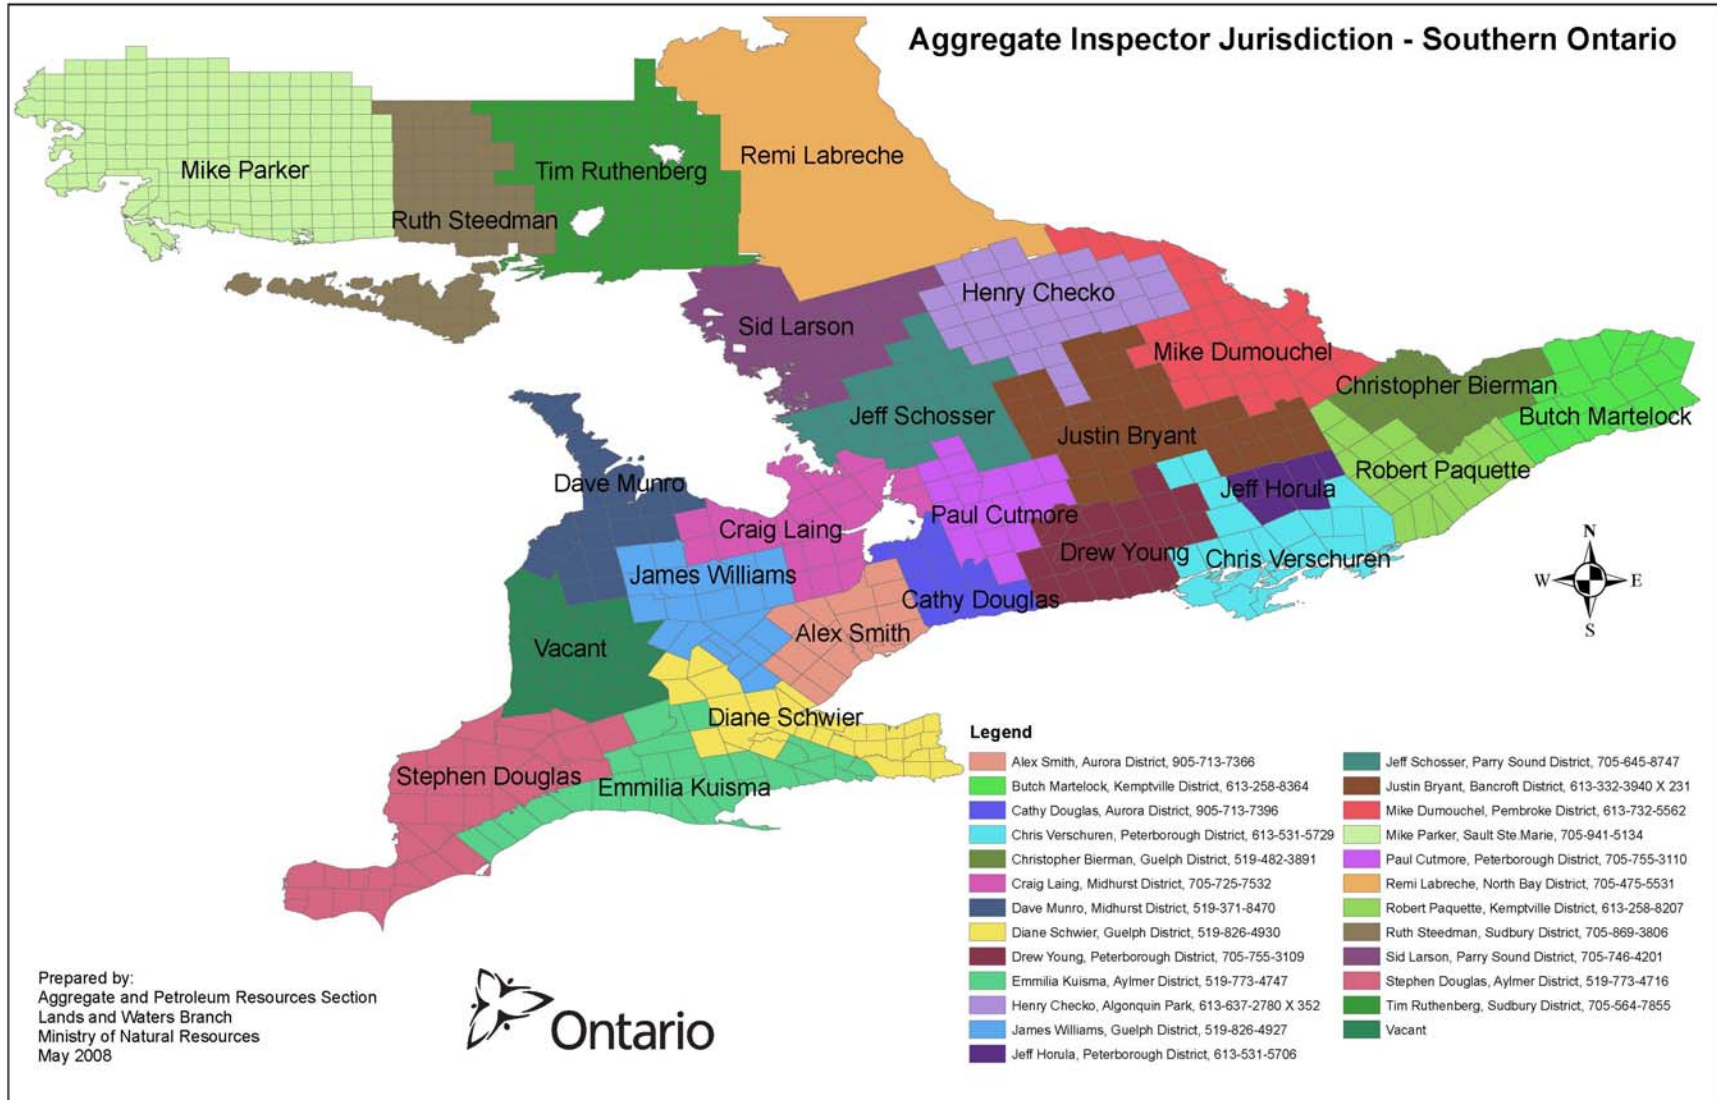 Aggregate Inspector Jurisdiction - Southern Ontario
Remi Labreche
Mike Parker
Tim Ruthenberg
Ruth Steedman
Henry Checko
Sid Larson
Mike Dumouchel
Christopher Bierman
Jeff Schosser
Butch Martelock
Justin Bryant
Robert Paquette
Dave Munro
Jeff Horula
Paul Cutmore
Craig Laing
Drew Young
Chris Verschuren
James Williams
Cathy Douglas
Alex Smith
Vacant
Diane Schwier
Stephen Douglas
Emmilia Kuisma
N
W
E
S
Legend
Alex Smith, Aurora District, 905-713-7366
Butch Martelock, Kemptville District, 613-258-8364
Cathy Douglas, Aurora District, 905-713-7396
Chris Verschuren, Peterborough District, 613-531-5729
Christopher Bierman, Guelph District, 519-482-3891
Craig Laing, Midhurst District, 705-725-7532
Dave Munro, Midhurst District, 519-371-8470
Diane Schwier, Guelph District, 519-826-4930
Drew Young, Peterborough District, 705-755-3109
Emmilia Kuisma, Aylmer District, 519-773-4747
Henry Checko, Algonquin Park, 613-637-2780 X 352
James Williams, Guelph District, 519-826-4927
Jeff Horula, Peterborough District, 613-531-5706
Jeff Schosser, Parry Sound District, 705-645-8747
Justin Bryant, Bancroft District, 613-332-3940 X 231
Mike Dumouchel, Pembroke District, 613-732-5562
Mike Parker, Sault Ste.Marie, 705-941-5134
Paul Cutmore, Peterborough District, 705-755-3110
Remi Labreche, North Bay District, 705-475-5531
Robert Paquette, Kemptville District, 613-258-8207
Ruth Steedman, Sudbury District, 705-869-3806
Sid Larson, Parry Sound District, 705-746-4201
Stephen Douglas, Aylmer District, 519-773-4716
Tim Ruthenberg, Sudbury District, 705-564-7855
Vacant
Prepared by:
Aggregate and Petroleum Resources Section
Lands and Waters Branch
Ministry of Natural Resources
May 2008
Ontario